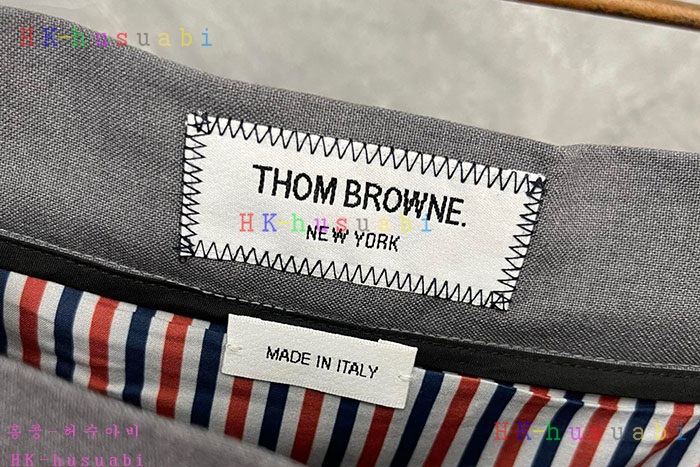 HK-husuabi
THOM BROWNE.
HK-husuabi
NEW YORK
MADE IN ITALY
홍콩-허수아비
HK-husuabi
HK-husuabi